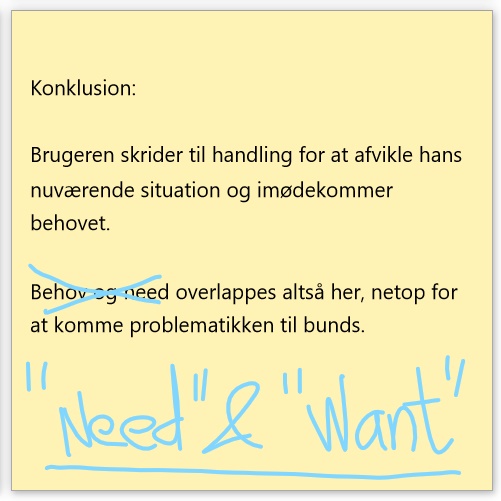 Konklusion:
Brugeren skrider til handling for at afvikle hans
nuværende situation og imødekommer
behovet.
Behov og need overlappes altså her, netop for
at komme problematikken til bunds.
"Need" & "Want"